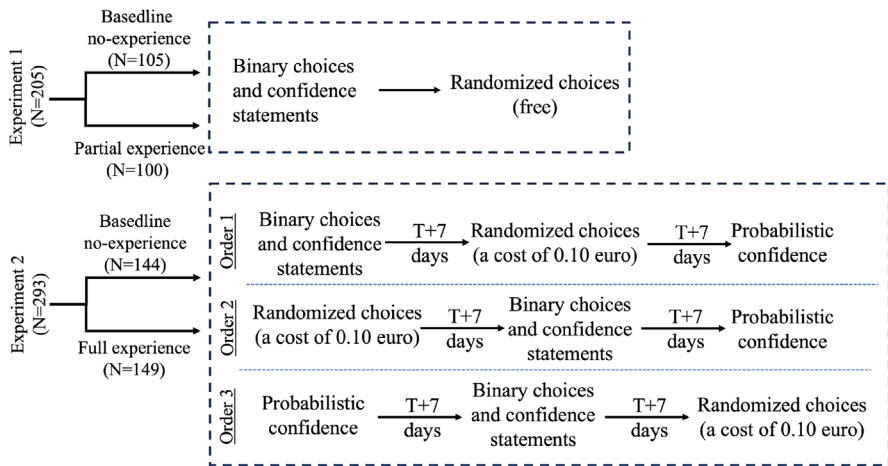 Experiment 1
(N=205)
Basedline
no-experience
(N=105)
Partial experience
(N=100)
Binary choices
and confidence
statements
Randomized choices
(free)
Experiment 2
(N=293)
Basedline
no-experience
(N=144)
Full experience
(N=149)
Order 1
Binary choices
and confidence
statements
T+7
days
Randomized choices
(a cost of 0.10 euro)
T+7
days
Probabilistic
confidence
Order 2
Randomized choices
(a cost of 0.10 euro)
T+7
days
Binary choices
and confidence
statements
T+7
days
Probabilistic
confidence
Order 3
Probabilistic
confidence
T+7
days
Binary choices
and confidence
statements
T+7
days
Randomized choices
(a cost of 0.10 euro)